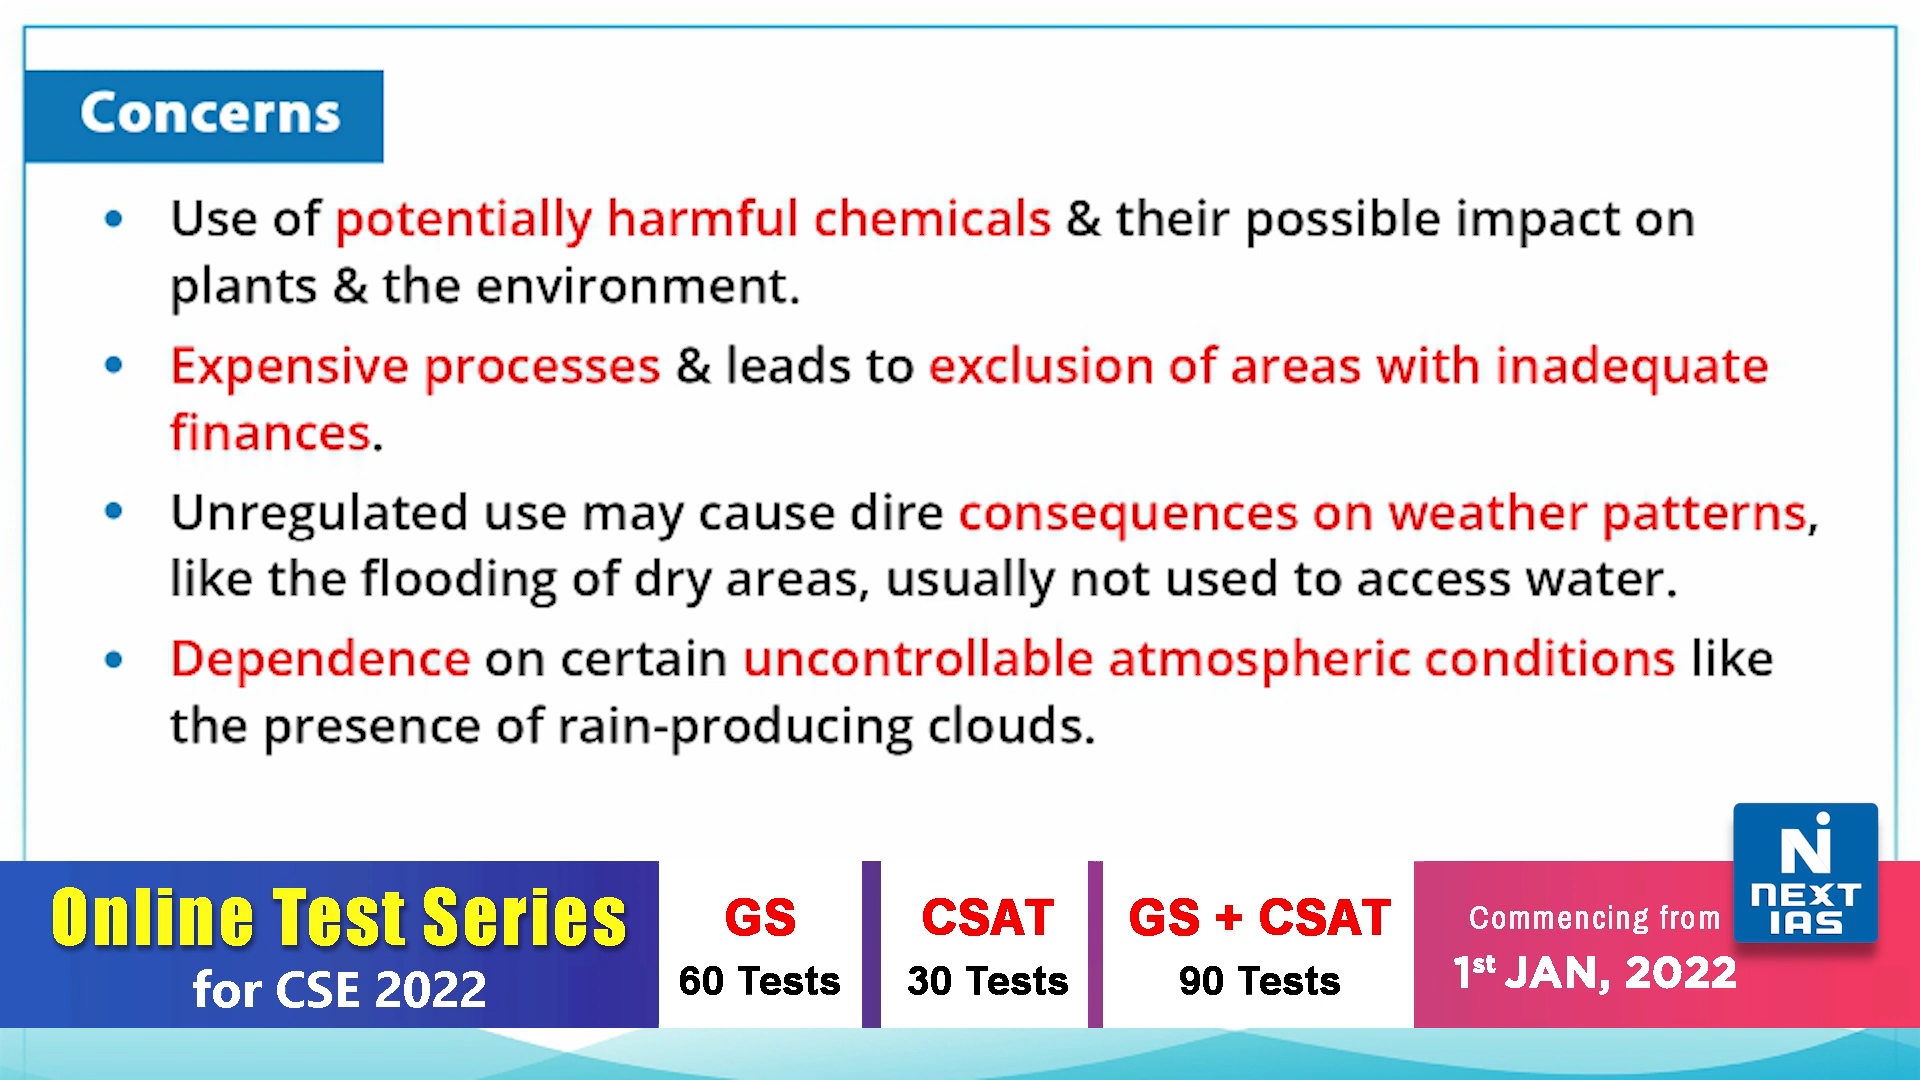 Concerns
• Use of potentially harmful chemicals & their possible impact on
plants & the environment.
• Expensive processes & leads to exclusion of areas with inadequate
finances.
• Unregulated use may cause dire consequences on weather patterns,
like the flooding of dry areas, usually not used to access water.
• Dependence on certain uncontrollable atmospheric conditions like
the presence of rain-producing clouds.
Online Test Series
for CSE 2022
GS
60 Tests
CSAT
30 Tests
GS + CSAT
90 Tests
Commencing from
1st JAN, 2022
NEXT
IAS